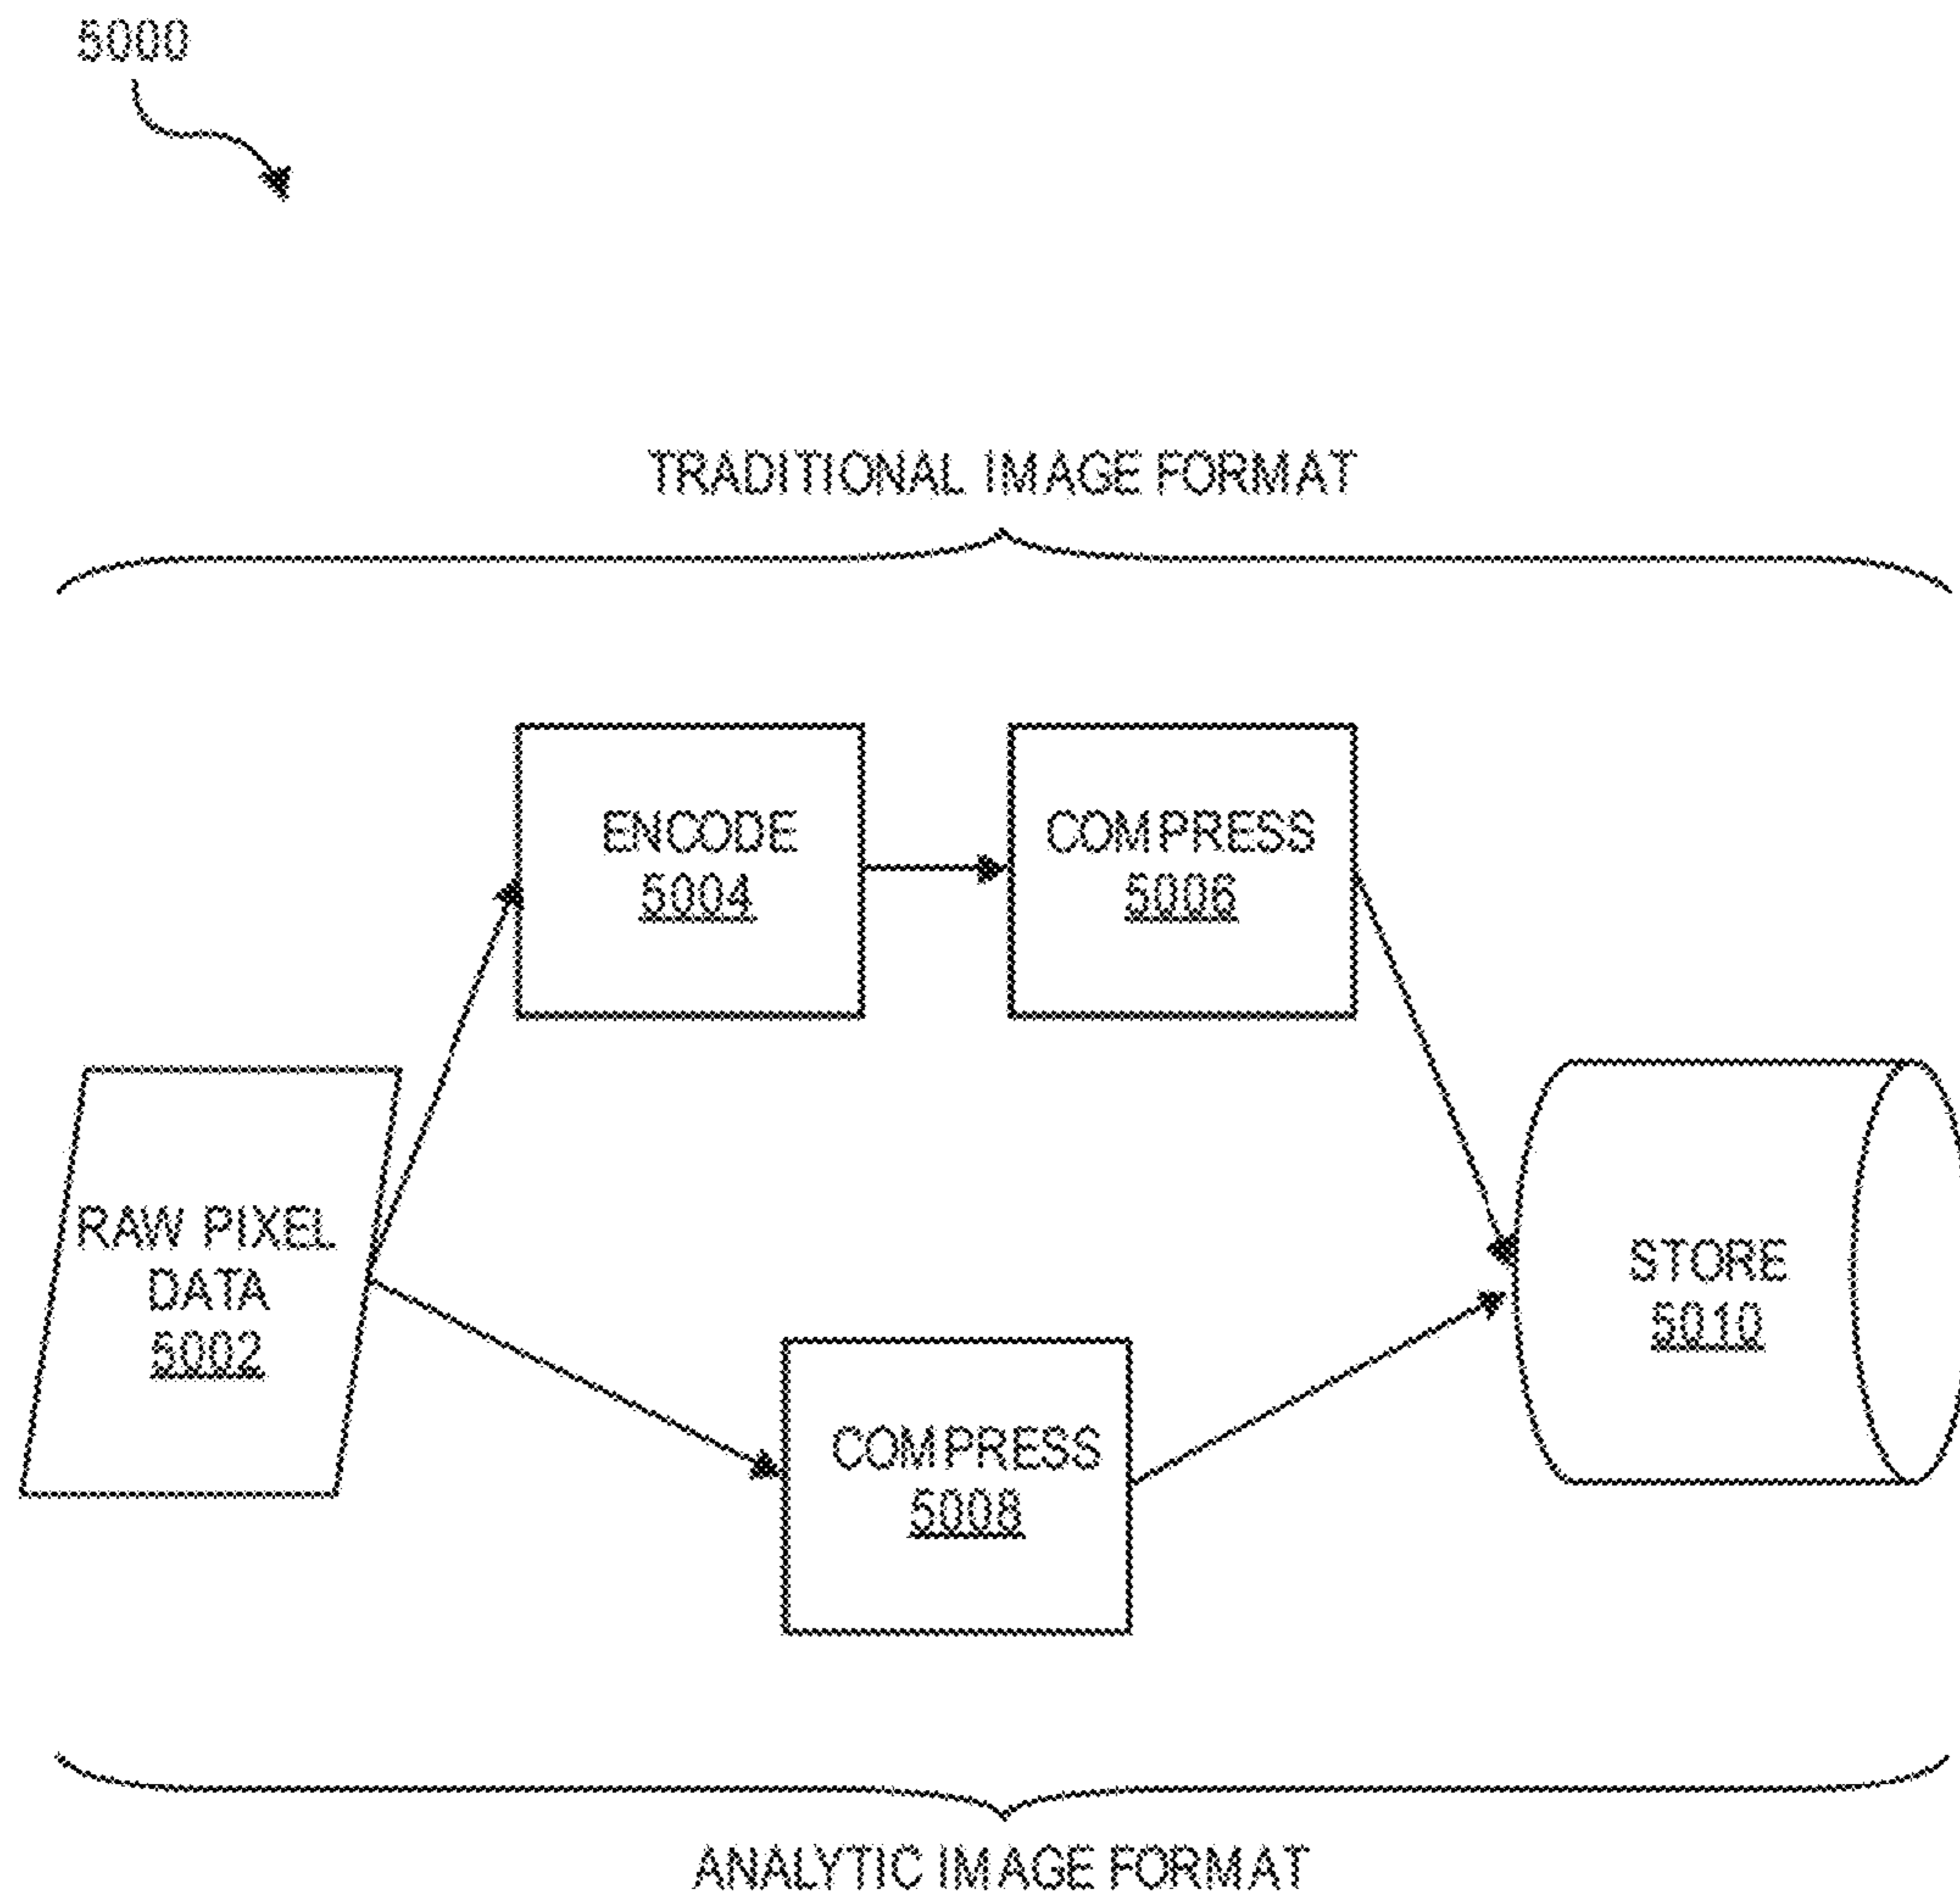 5000
TRADITIONAL IMAGE FORMAT
ENCODE
5004
COMPRESS
5006
RAW PIXEL
DATA
5002
STORE
5010
COMPRESS
5008
ANALYTIC IMAGE FORMAT